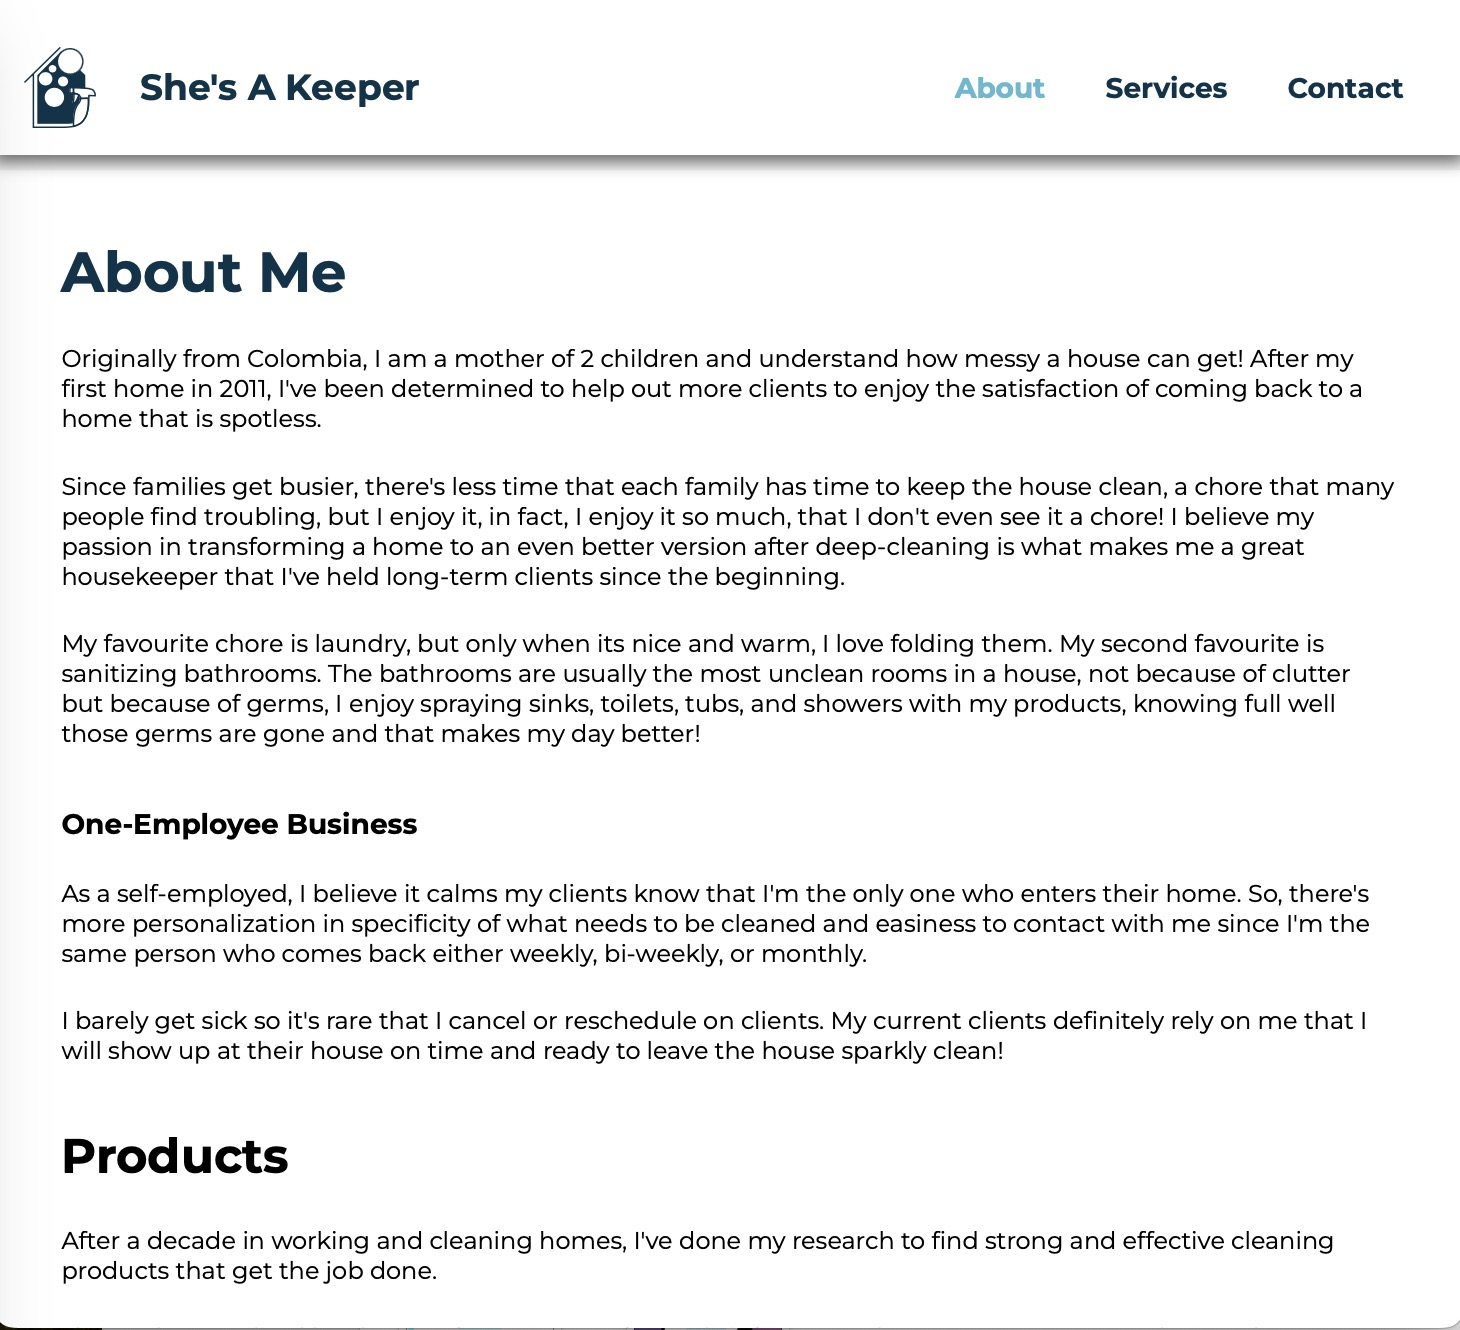 She's A Keeper
About
Services
Contact
About Me
Originally from Colombia, I am a mother of 2 children and understand how messy a house can get! After my
first home in 2011, I've been determined to help out more clients to enjoy the satisfaction of coming back to a
home that is spotless.
Since families get busier, there's less time that each family has time to keep the house clean, a chore that many
people find troubling, but I enjoy it, in fact, I enjoy it so much, that I don't even see it a chore! I believe my
passion in transforming a home to an even better version after deep-cleaning is what makes me a great
housekeeper that I've held long-term clients since the beginning.
My favourite chore is laundry, but only when its nice and warm, I love folding them. My second favourite is
sanitizing bathrooms. The bathrooms are usually the most unclean rooms in a house, not because of clutter
but because of germs, I enjoy spraying sinks, toilets, tubs, and showers with my products, knowing full well
those germs are gone and that makes my day better!
One-Employee Business
As a self-employed, I believe it calms my clients know that I'm the only one who enters their home. So, there's
more personalization in specificity of what needs to be cleaned and easiness to contact with me since I'm the
same person who comes back either weekly, bi-weekly, or monthly.
I barely get sick so it's rare that I cancel or reschedule on clients. My current clients definitely rely on me that I
will show up at their house on time and ready to leave the house sparkly clean!
Products
After a decade in working and cleaning homes, I've done my research to find strong and effective cleaning
products that get the job done.